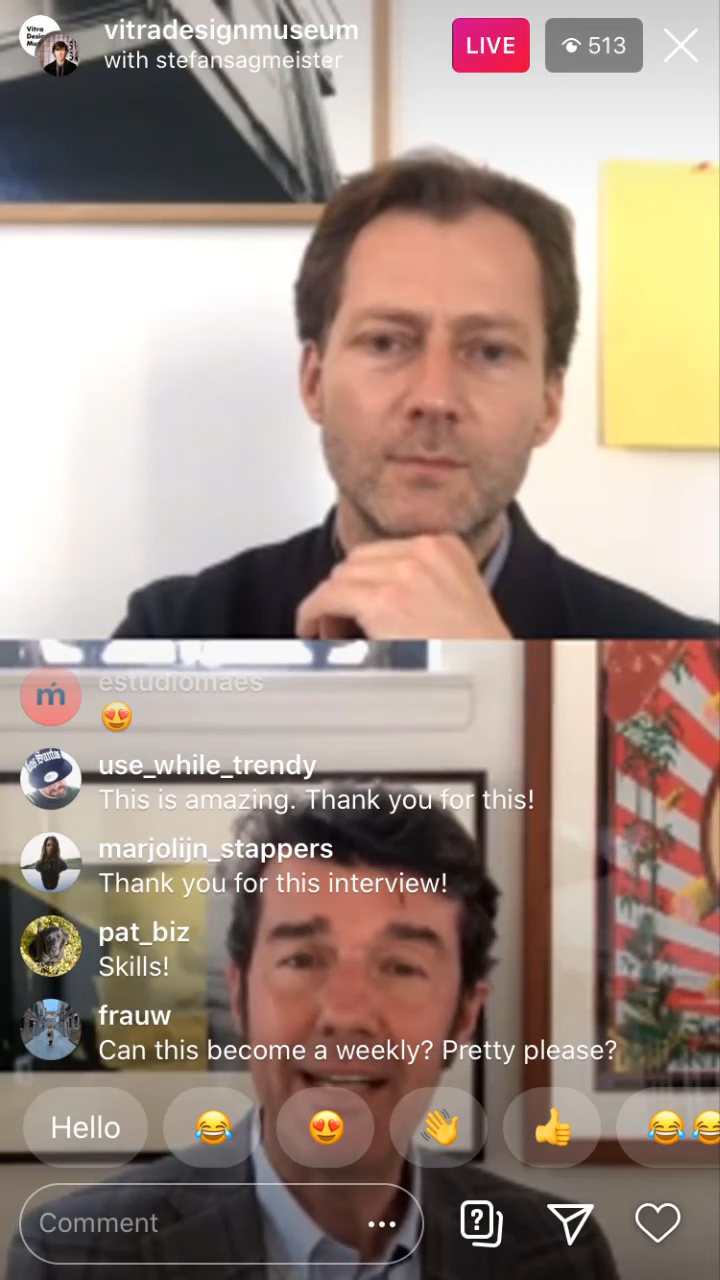 Vitra
vitradesignmuseum
with stefansagmeister
LIVE
513
estudiomaes
ḿ
😍
use_while_trendy
This is amazing. Thank you for this!
marjolijn_stappers
Thank you for this interview!
pat_biz
Skills!
frauw
Can this become a weekly? Pretty please?
Hello
😂
😍
👋
👍
😂😂
Comment
...
?